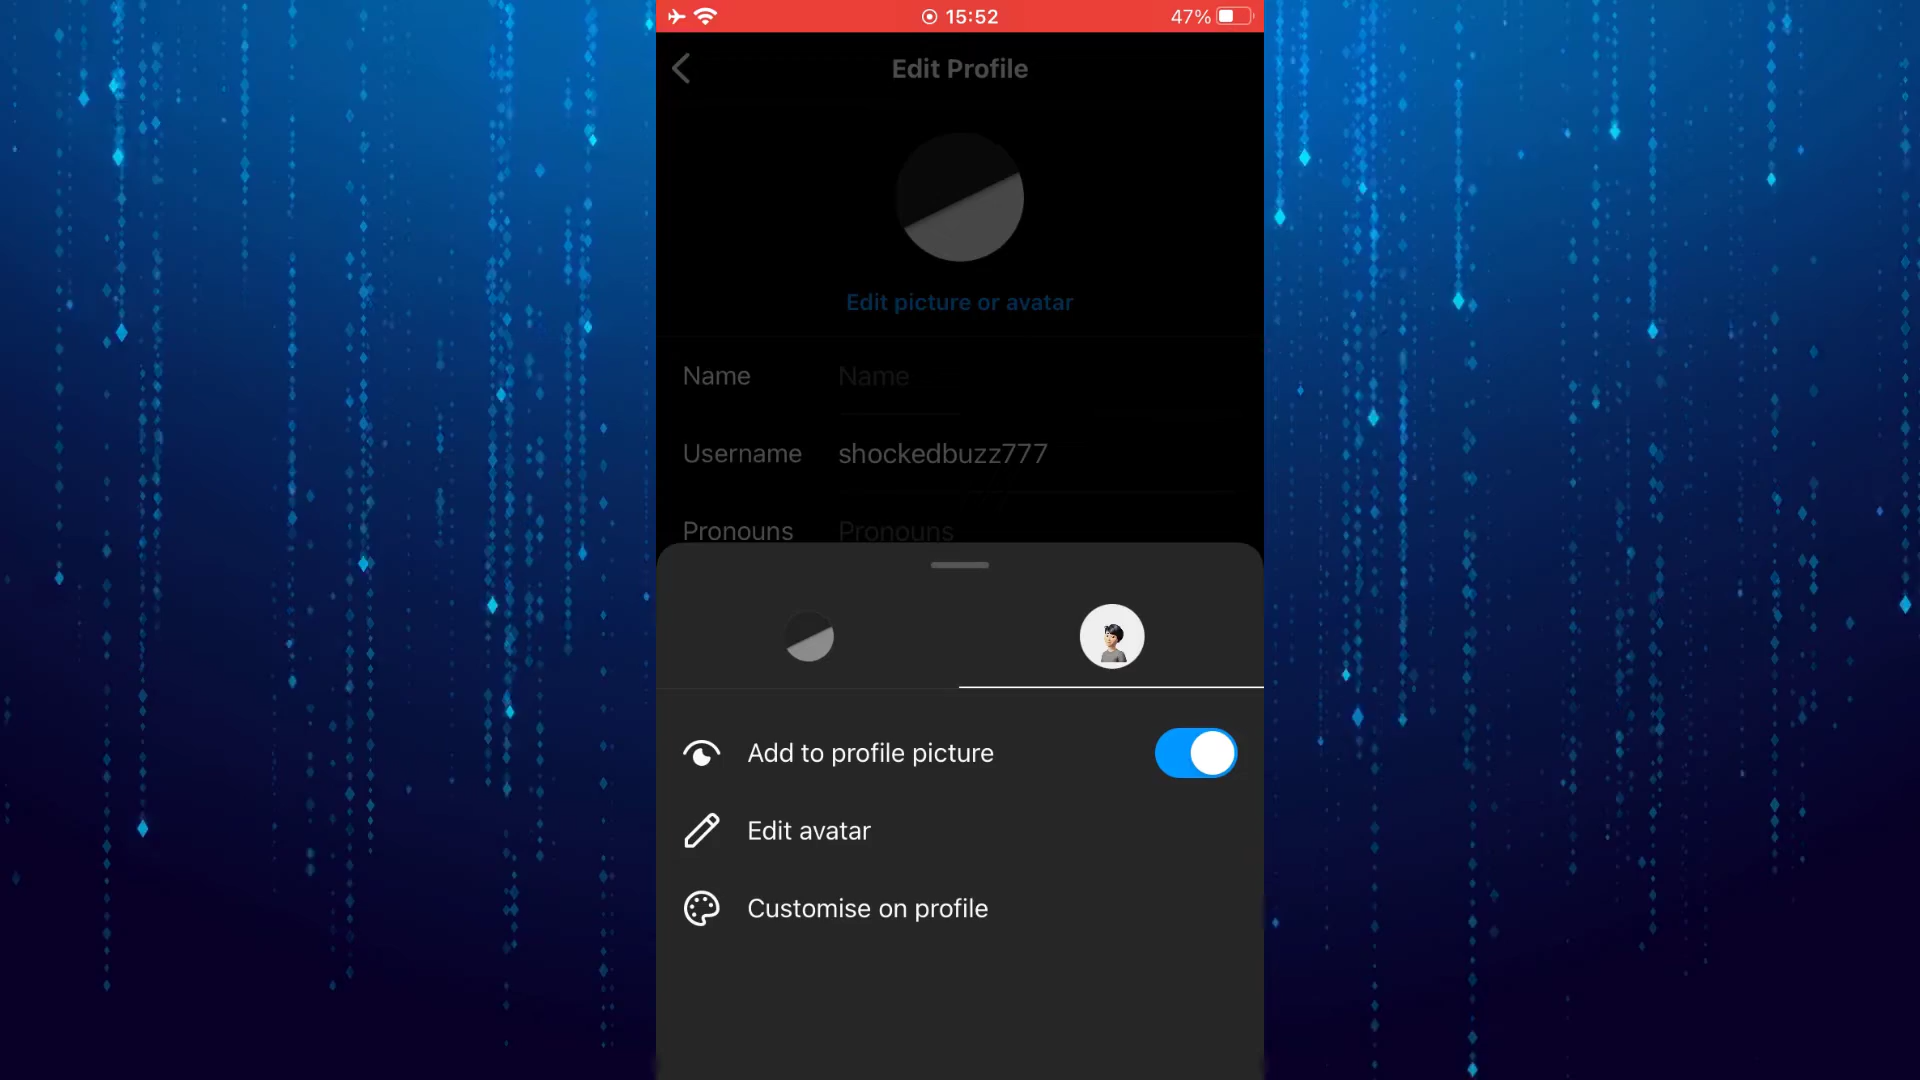 15:52
47%
Edit Profile
Edit picture or avatar
Name Name
Username shockedbuzz777
Pronouns Pronouns
Add to profile picture
Edit avatar
Customise on profile